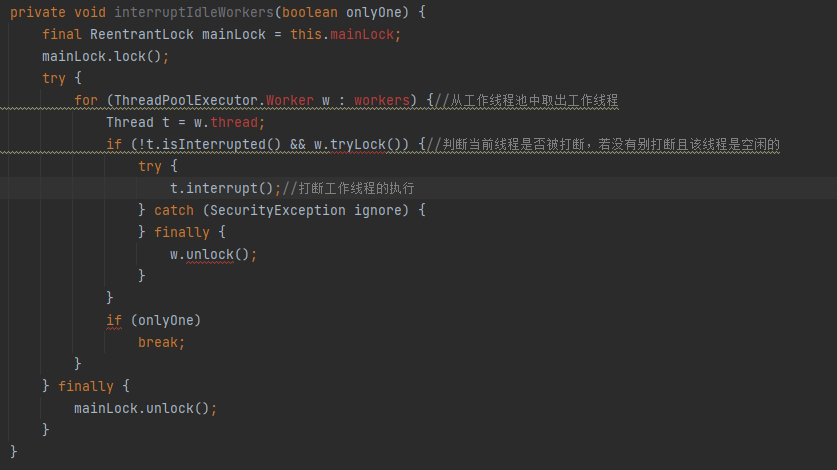 private void interruptIdleWorkers(boolean onlyOne) {
    final ReentrantLock mainLock = this.mainLock;
    mainLock.lock();
    try {
        for (ThreadPoolExecutor.Worker w : workers) {//从工作线程池中取出工作线程
            Thread t = w.thread;
            if (!t.isInterrupted() && w.tryLock()) {//判断当前线程是否被打断，若没有别打断且该线程是空闲的
                try {
                    t.interrupt();//打断工作线程的执行
                } catch (SecurityException ignore) {
                } finally {
                    w.unlock();
                }
            }
            if (onlyOne)
                break;
        }
    } finally {
        mainLock.unlock();
    }
}